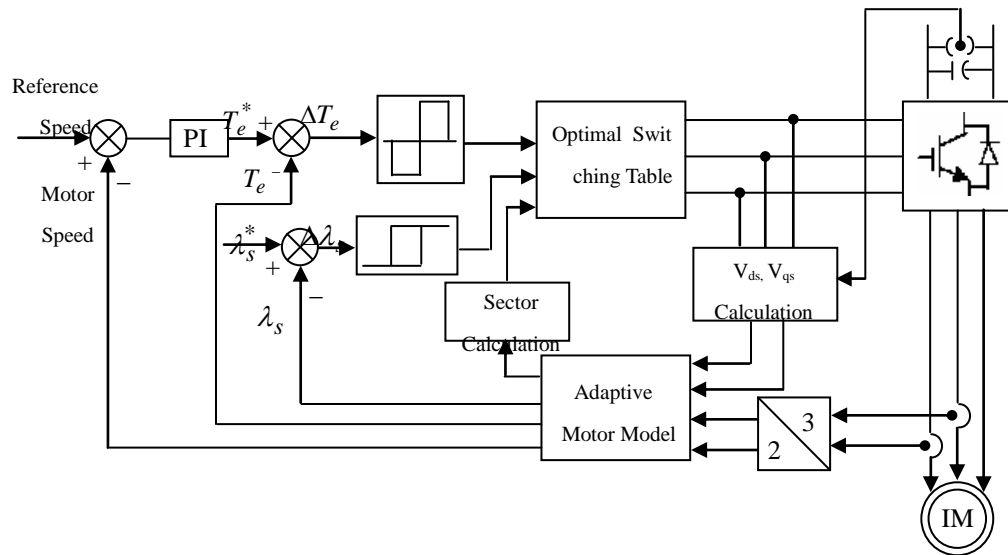 Reference
Speed
+
−
Motor
Speed
PI
T_e^*
+
ΔT_e
T_e
−
λ_s^*
+
Δλ
−
λ_s
Optimal Swit
ching Table
Sector
Calculation
V_ds, V_qs
Calculation
Adaptive
Motor Model
3
2
IM